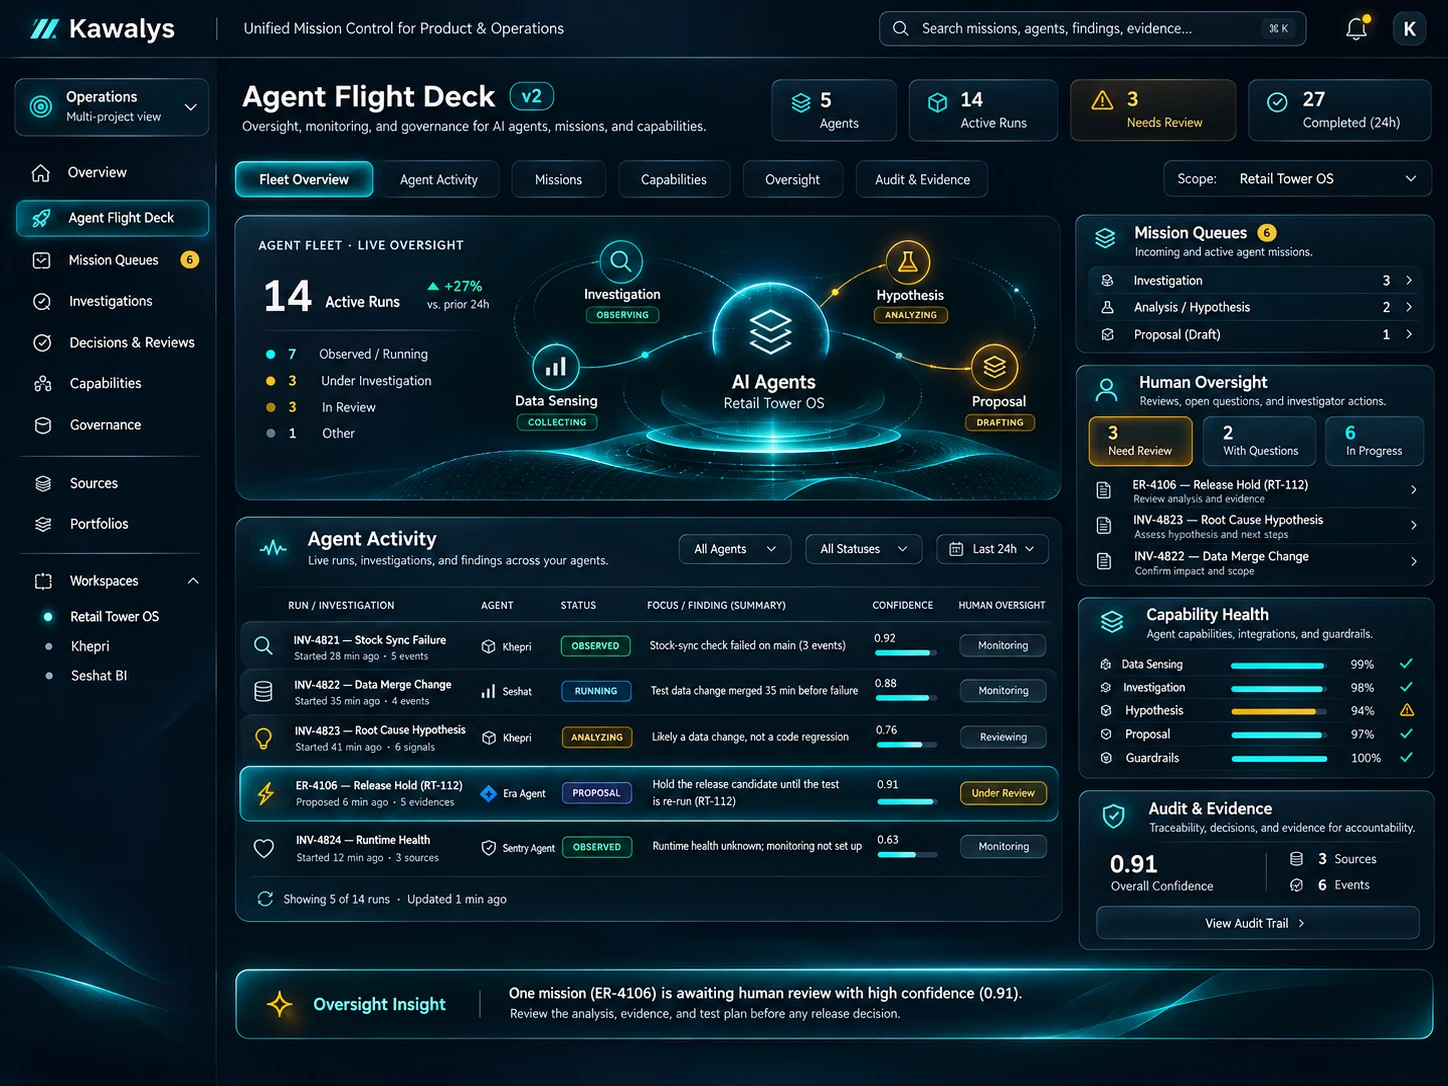 Kawalys
Unified Mission Control for Product & Operations
Search missions, agents, findings, evidence...
⌘ K
K
Operations
Multi-project view
Overview
Agent Flight Deck
Mission Queues
6
Investigations
Decisions & Reviews
Capabilities
Governance
Sources
Portfolios
Workspaces
Retail Tower OS
Khepri
Seshat BI
Agent Flight Deck
v2
Oversight, monitoring, and governance for AI agents, missions, and capabilities.
5
Agents
14
Active Runs
3
Needs Review
27
Completed (24h)
Fleet Overview
Agent Activity
Missions
Capabilities
Oversight
Audit & Evidence
Scope: Retail Tower OS
AGENT FLEET · LIVE OVERSIGHT
14 Active Runs
▲ +27%
vs. prior 24h
7 Observed / Running
3 Under Investigation
3 In Review
1 Other
Investigation
OBSERVING
Data Sensing
COLLECTING
AI Agents
Retail Tower OS
Hypothesis
ANALYZING
Proposal
DRAFTING
Agent Activity
Live runs, investigations, and findings across your agents.
All Agents
All Statuses
Last 24h
RUN / INVESTIGATION AGENT STATUS FOCUS / FINDING (SUMMARY) CONFIDENCE HUMAN OVERSIGHT
INV-4821 — Stock Sync Failure
Started 28 min ago • 5 events
Khepri
OBSERVED
Stock-sync check failed on main (3 events)
0.92
Monitoring
INV-4822 — Data Merge Change
Started 35 min ago • 4 events
Seshat
RUNNING
Test data change merged 35 min before failure
0.88
Monitoring
INV-4823 — Root Cause Hypothesis
Started 41 min ago • 6 signals
Khepri
ANALYZING
Likely a data change, not a code regression
0.76
Reviewing
ER-4106 — Release Hold (RT-112)
Proposed 6 min ago • 5 evidences
Era Agent
PROPOSAL
Hold the release candidate until the test
is re-run (RT-112)
0.91
Under Review
INV-4824 — Runtime Health
Started 12 min ago • 3 sources
Sentry Agent
OBSERVED
Runtime health unknown; monitoring not set up
0.63
Monitoring
Showing 5 of 14 runs • Updated 1 min ago
Mission Queues
6
Incoming and active agent missions.
Investigation 3
Analysis / Hypothesis 2
Proposal (Draft) 1
Human Oversight
Reviews, open questions, and investigator actions.
3
Need Review
2
With Questions
6
In Progress
ER-4106 — Release Hold (RT-112)
Review analysis and evidence
INV-4823 — Root Cause Hypothesis
Assess hypothesis and next steps
INV-4822 — Data Merge Change
Confirm impact and scope
Capability Health
Agent capabilities, integrations, and guardrails.
Data Sensing 99%
Investigation 98%
Hypothesis 94%
Proposal 97%
Guardrails 100%
Audit & Evidence
Traceability, decisions, and evidence for accountability.
0.91
Overall Confidence
3 Sources
6 Events
View Audit Trail
Oversight Insight
One mission (ER-4106) is awaiting human review with high confidence (0.91).
Review the analysis, evidence, and test plan before any release decision.